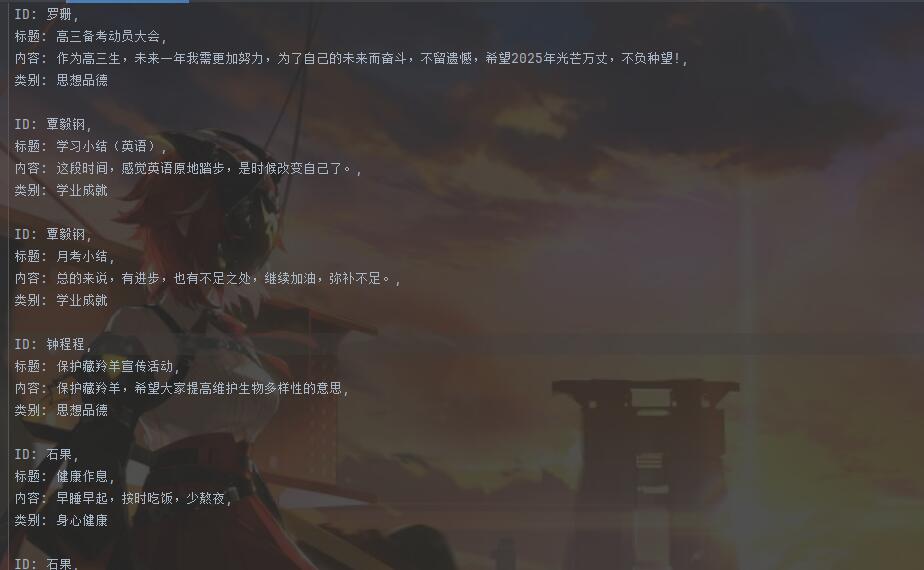 ID: 罗珊,
标题: 高三备考动员大会,
内容: 作为高三生，未来一年我需更加努力，为了自己的未来而奋斗，不留遗憾，希望2025年光芒万丈，不负种望!,
类别: 思想品德
ID: 覃毅钢,
标题: 学习小结（英语）,
内容: 这段时间，感觉英语原地踏步，是时候改变自己了。,
类别: 学业成就
ID: 覃毅钢,
标题: 月考小结,
内容: 总的来说，有进步，也有不足之处，继续加油，弥补不足。,
类别: 学业成就
ID: 钟程程,
标题: 保护藏羚羊宣传活动,
内容: 保护藏羚羊，希望大家提高维护生物多样性的意思,
类别: 思想品德
ID: 石果,
标题: 健康作息,
内容: 早睡早起，按时吃饭，少熬夜,
类别: 身心健康
ID: 石果,